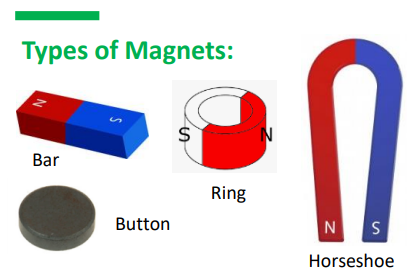 Types of Magnets:
N S
Bar
S N
Ring
Button
N S
Horseshoe